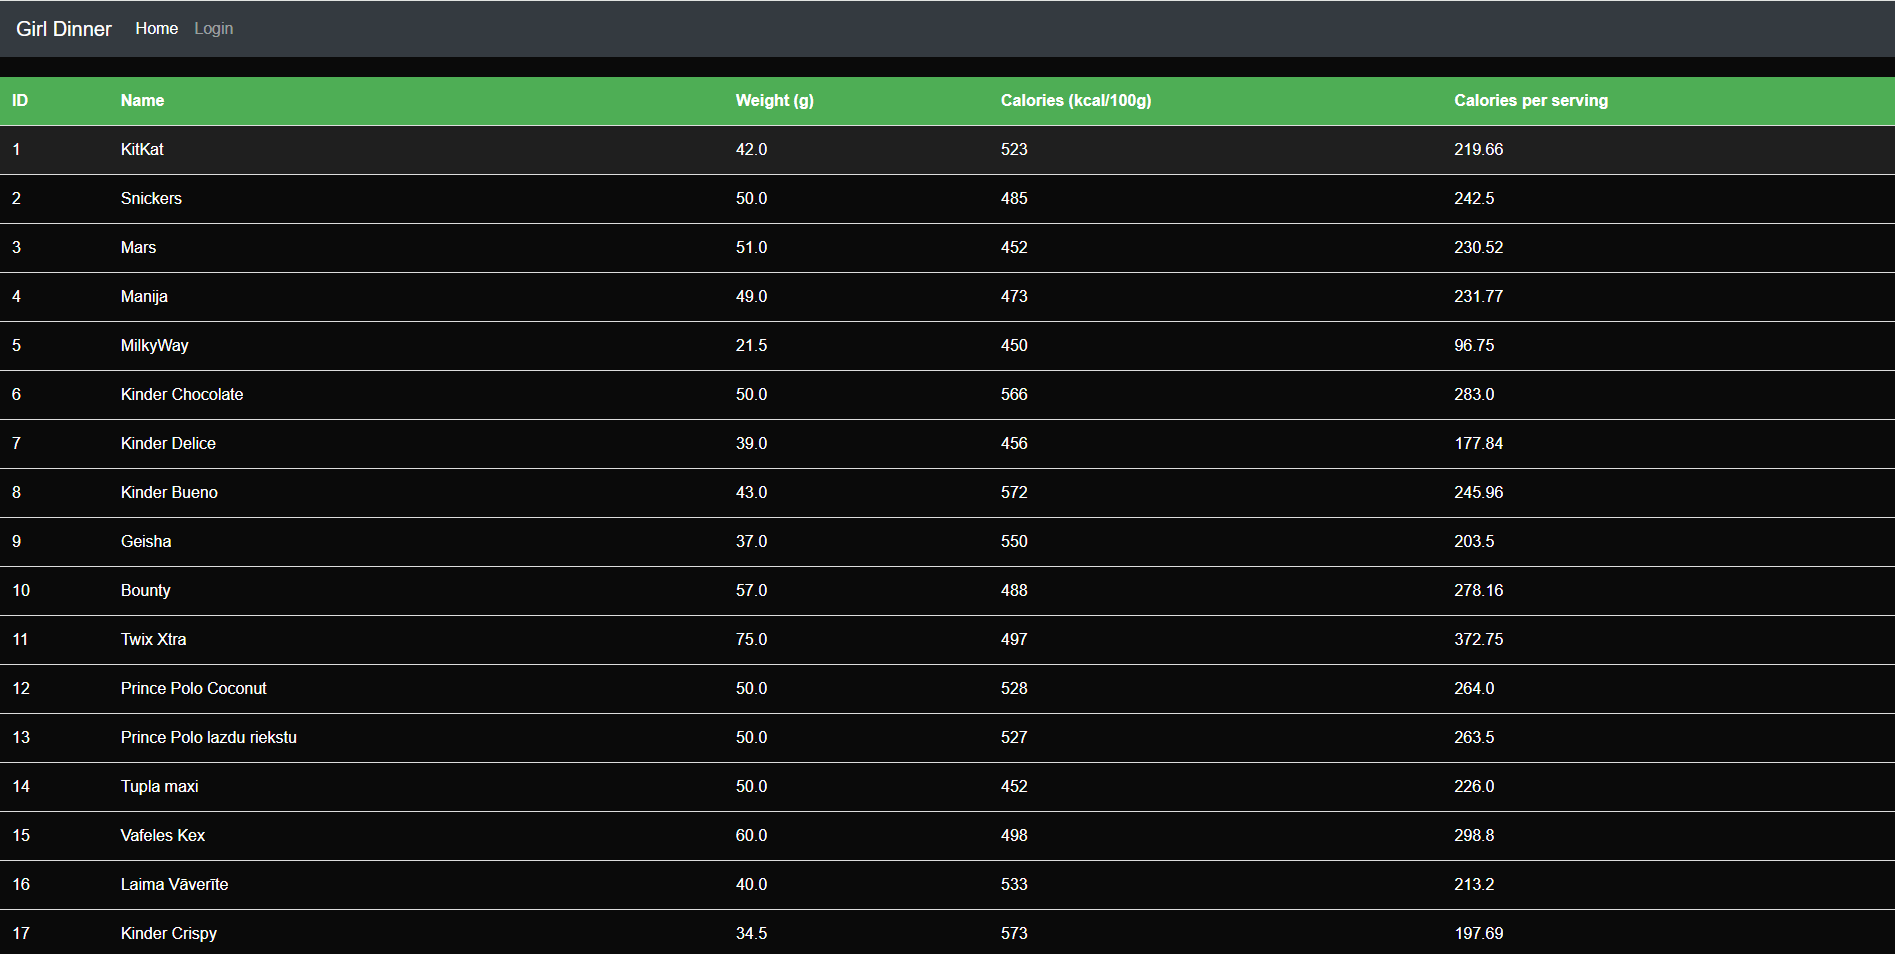 Girl Dinner Home Login
ID Name Weight (g) Calories (kcal/100g) Calories per serving
1 KitKat 42.0 523 219.66
2 Snickers 50.0 485 242.5
3 Mars 51.0 452 230.52
4 Manija 49.0 473 231.77
5 MilkyWay 21.5 450 96.75
6 Kinder Chocolate 50.0 566 283.0
7 Kinder Delice 39.0 456 177.84
8 Kinder Bueno 43.0 572 245.96
9 Geisha 37.0 550 203.5
10 Bounty 57.0 488 278.16
11 Twix Xtra 75.0 497 372.75
12 Prince Polo Coconut 50.0 528 264.0
13 Prince Polo lazdu riekstu 50.0 527 263.5
14 Tupla maxi 50.0 452 226.0
15 Vafeles Kex 60.0 498 298.8
16 Laima Vāverīte 40.0 533 213.2
17 Kinder Crispy 34.5 573 197.69